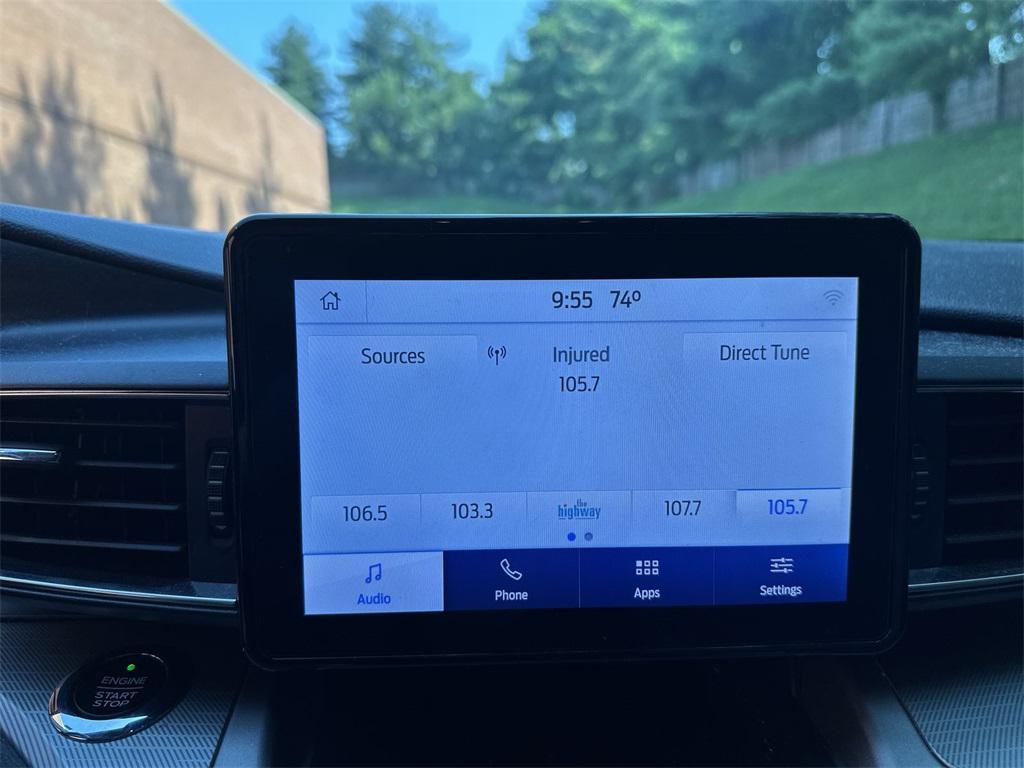 9:55 74°
Sources
Injured
105.7
Direct Tune
106.5
103.3
the
highway
107.7
105.7
Audio
Phone
Apps
Settings
ENGINE
START
STOP